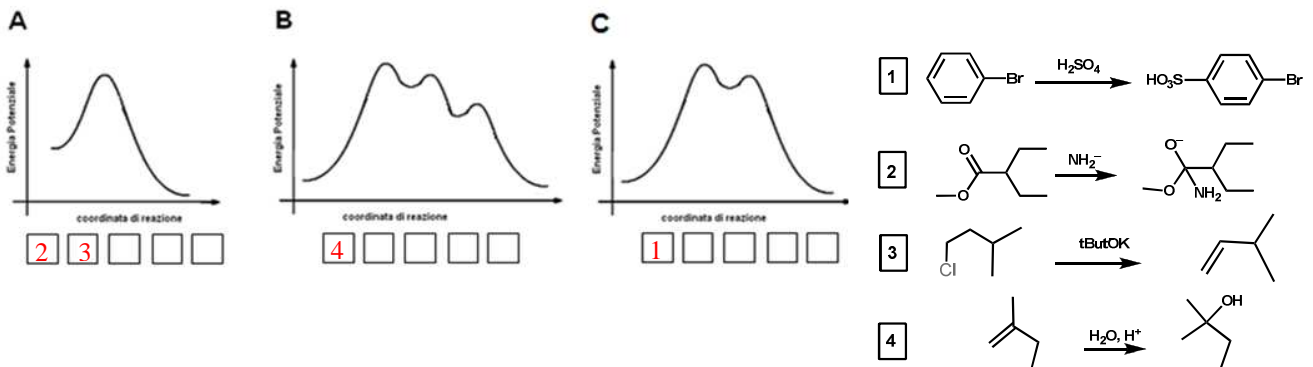 A
B
C
Energia Potenziale
coordinata di reazione
2 3
Energia Potenziale
coordinata di reazione
4
Energia Potenziale
coordinata di reazione
1
1
Br
H₂SO₄
HO₃S
Br
2
O
O
NH₂⁻
O⁻
O
NH₂
3
Cl
tButOK
4
H₂O, H⁺
OH